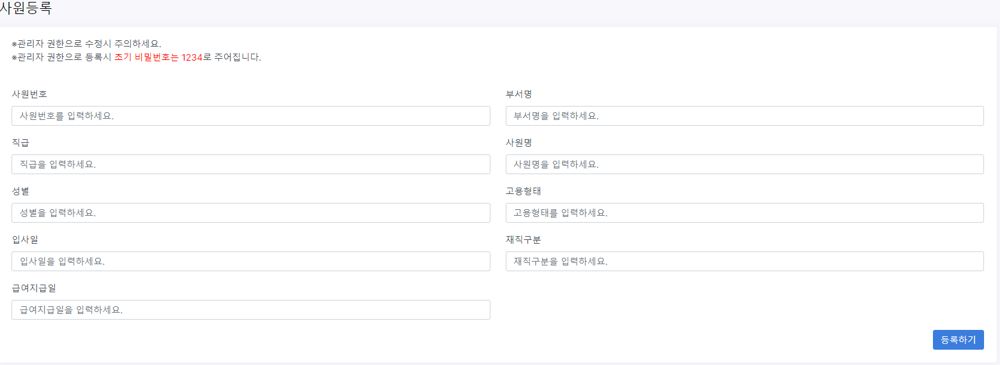 사원등록
※관리자 권한으로 수정시 주의하세요.
※관리자 권한으로 등록시 초기 비밀번호는 1234로 주어집니다.
사원번호
사원번호를 입력하세요.
부서명
부서명을 입력하세요.
직급
직급을 입력하세요.
사원명
사원명을 입력하세요.
성별
성별을 입력하세요.
고용형태
고용형태를 입력하세요.
입사일
입사일을 입력하세요.
재직구분
재직구분을 입력하세요.
급여지급일
급여지급일을 입력하세요.
등록하기